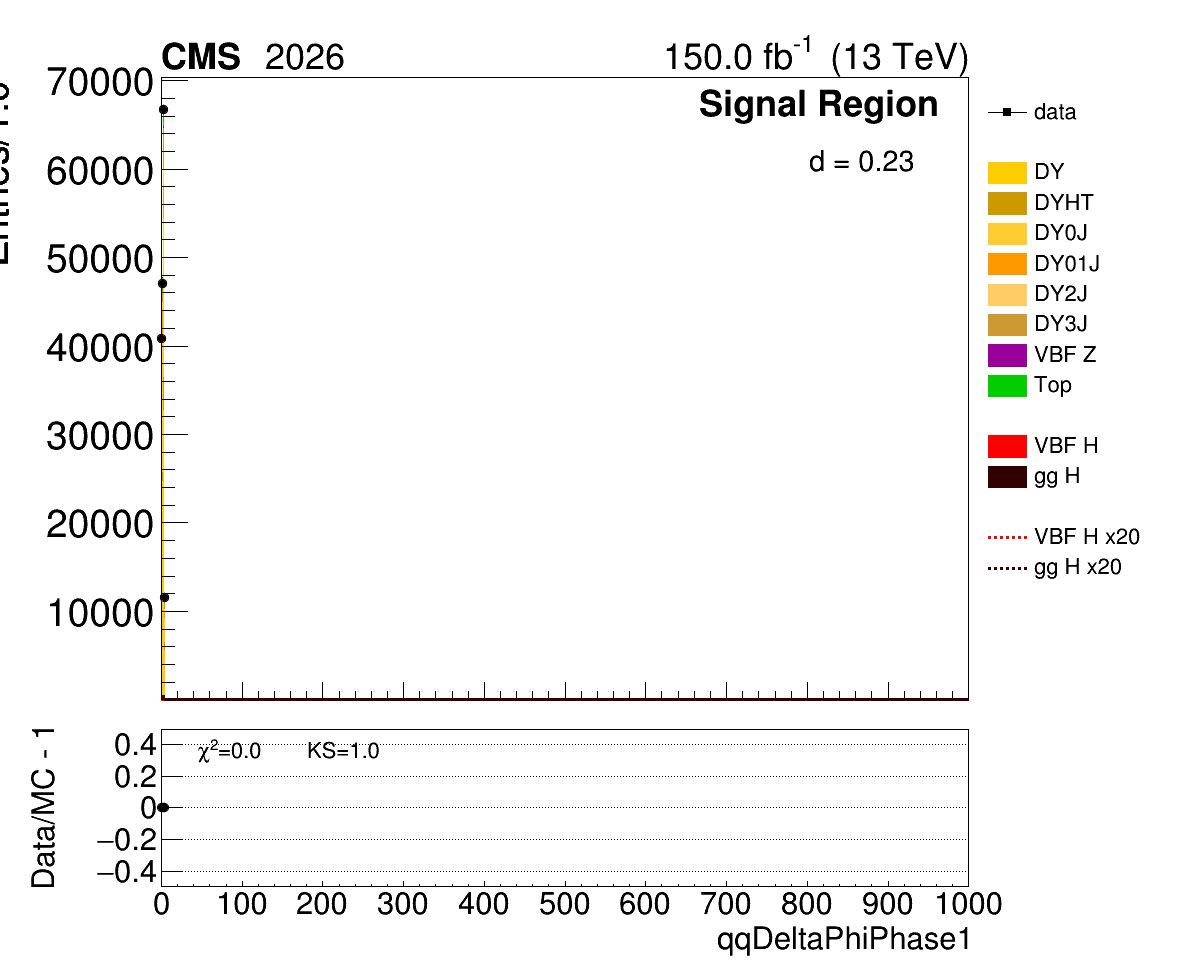 CMS 2026 150.0 fb-1 (13 TeV)
Signal Region
d = 0.23
70000
60000
50000
40000
30000
20000
10000
data
DY
DYHT
DY0J
DY01J
DY2J
DY3J
VBF Z
Top
VBF H
gg H
VBF H x20
gg H x20
Data/MC - 1
χ²=0.0 KS=1.0
0.4
0.2
0
−0.2
−0.4
0 100 200 300 400 500 600 700 800 900 1000
qqDeltaPhiPhase1